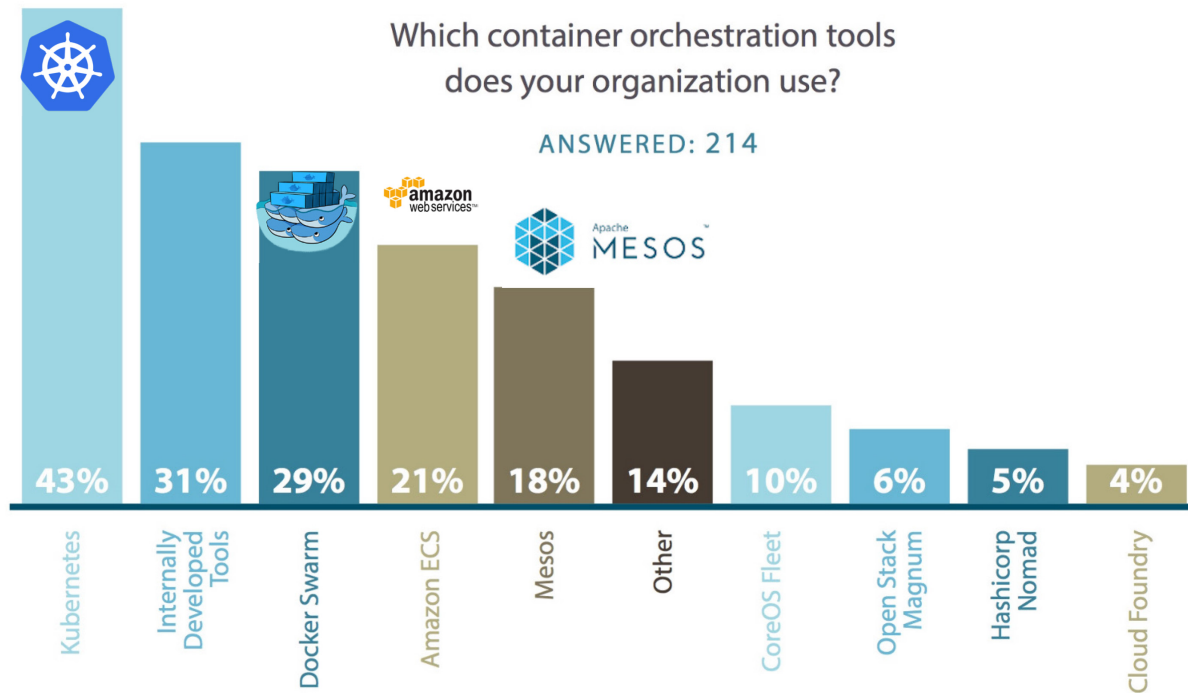 Which container orchestration tools
does your organization use?
ANSWERED: 214
amazon
web services™
Apache
MESOS™
43%
31%
29%
21%
18%
14%
10%
6%
5%
4%
Kubernetes
Internally
Developed
Tools
Docker Swarm
Amazon ECS
Mesos
Other
CoreOS Fleet
Open Stack
Magnum
Hashicorp
Nomad
Cloud Foundry